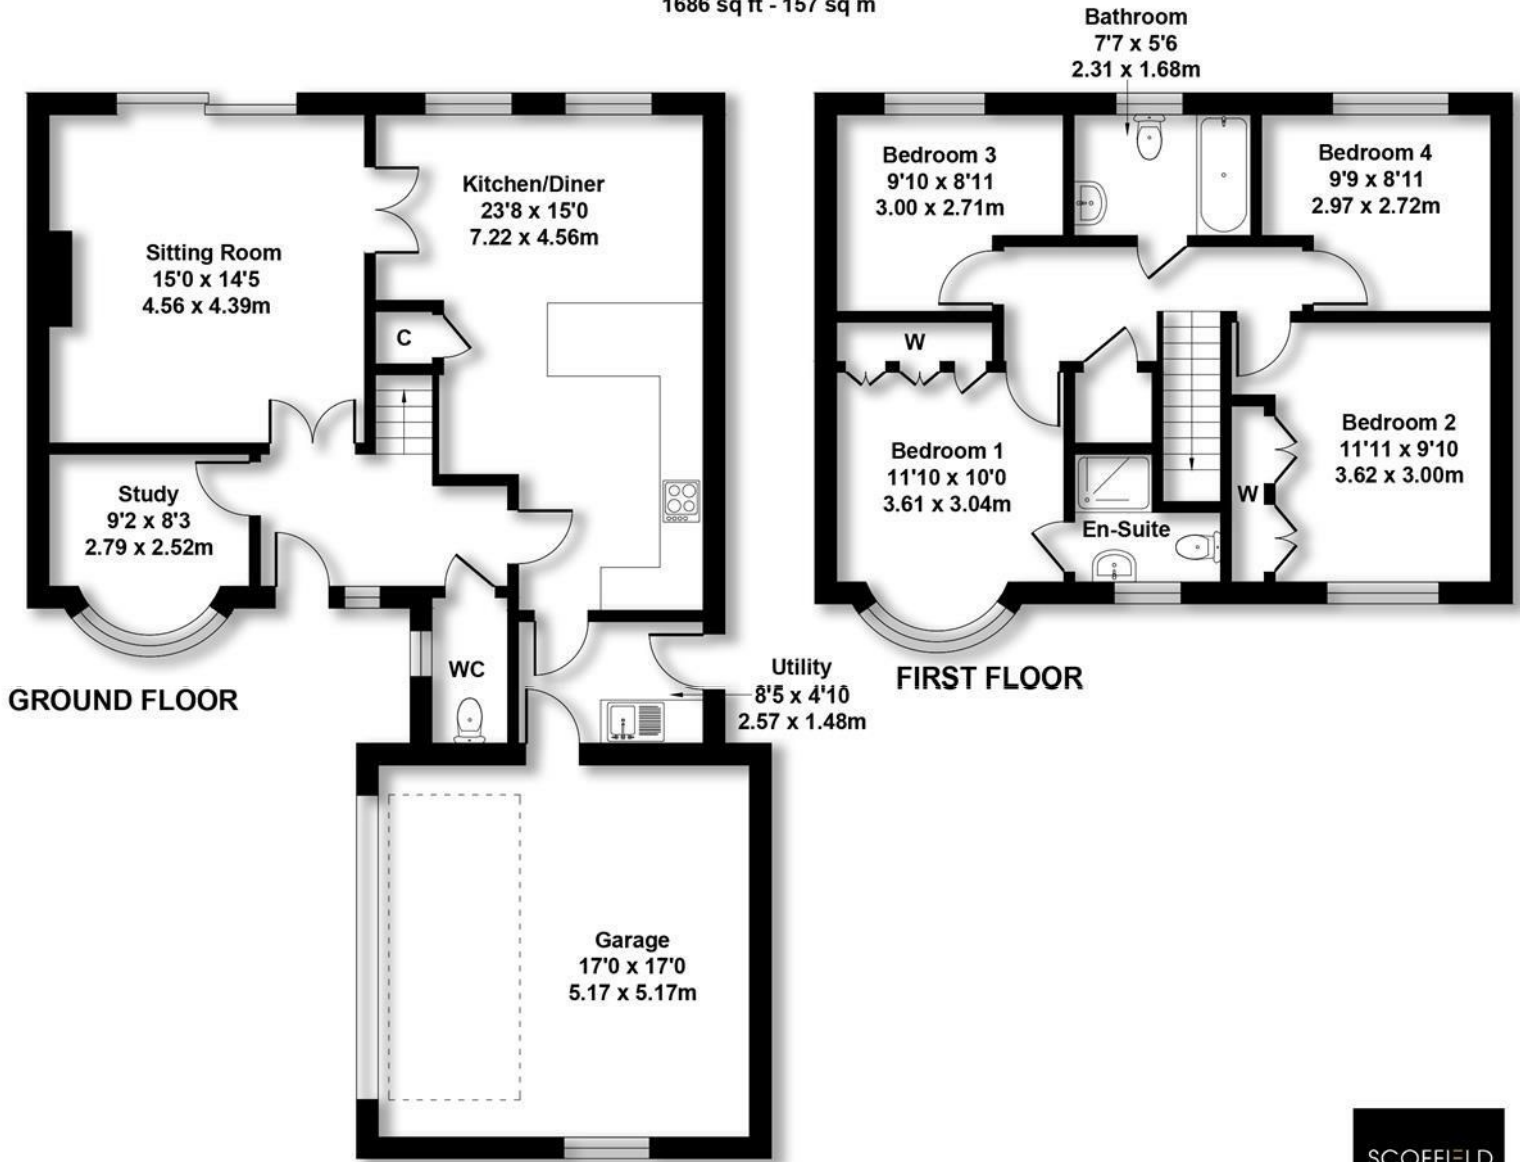 1686 sq ft - 157 sq m
Bathroom
7'7 x 5'6
2.31 x 1.68m
Sitting Room
15'0 x 14'5
4.56 x 4.39m
Kitchen/Diner
23'8 x 15'0
7.22 x 4.56m
C
Study
9'2 x 8'3
2.79 x 2.52m
WC
Utility
8'5 x 4'10
2.57 x 1.48m
GROUND FLOOR
Garage
17'0 x 17'0
5.17 x 5.17m
Bedroom 3
9'10 x 8'11
3.00 x 2.71m
Bedroom 4
9'9 x 8'11
2.97 x 2.72m
W
Bedroom 1
11'10 x 10'0
3.61 x 3.04m
Bedroom 2
11'11 x 9'10
3.62 x 3.00m
W
En-Suite
FIRST FLOOR
SCOFFIELD